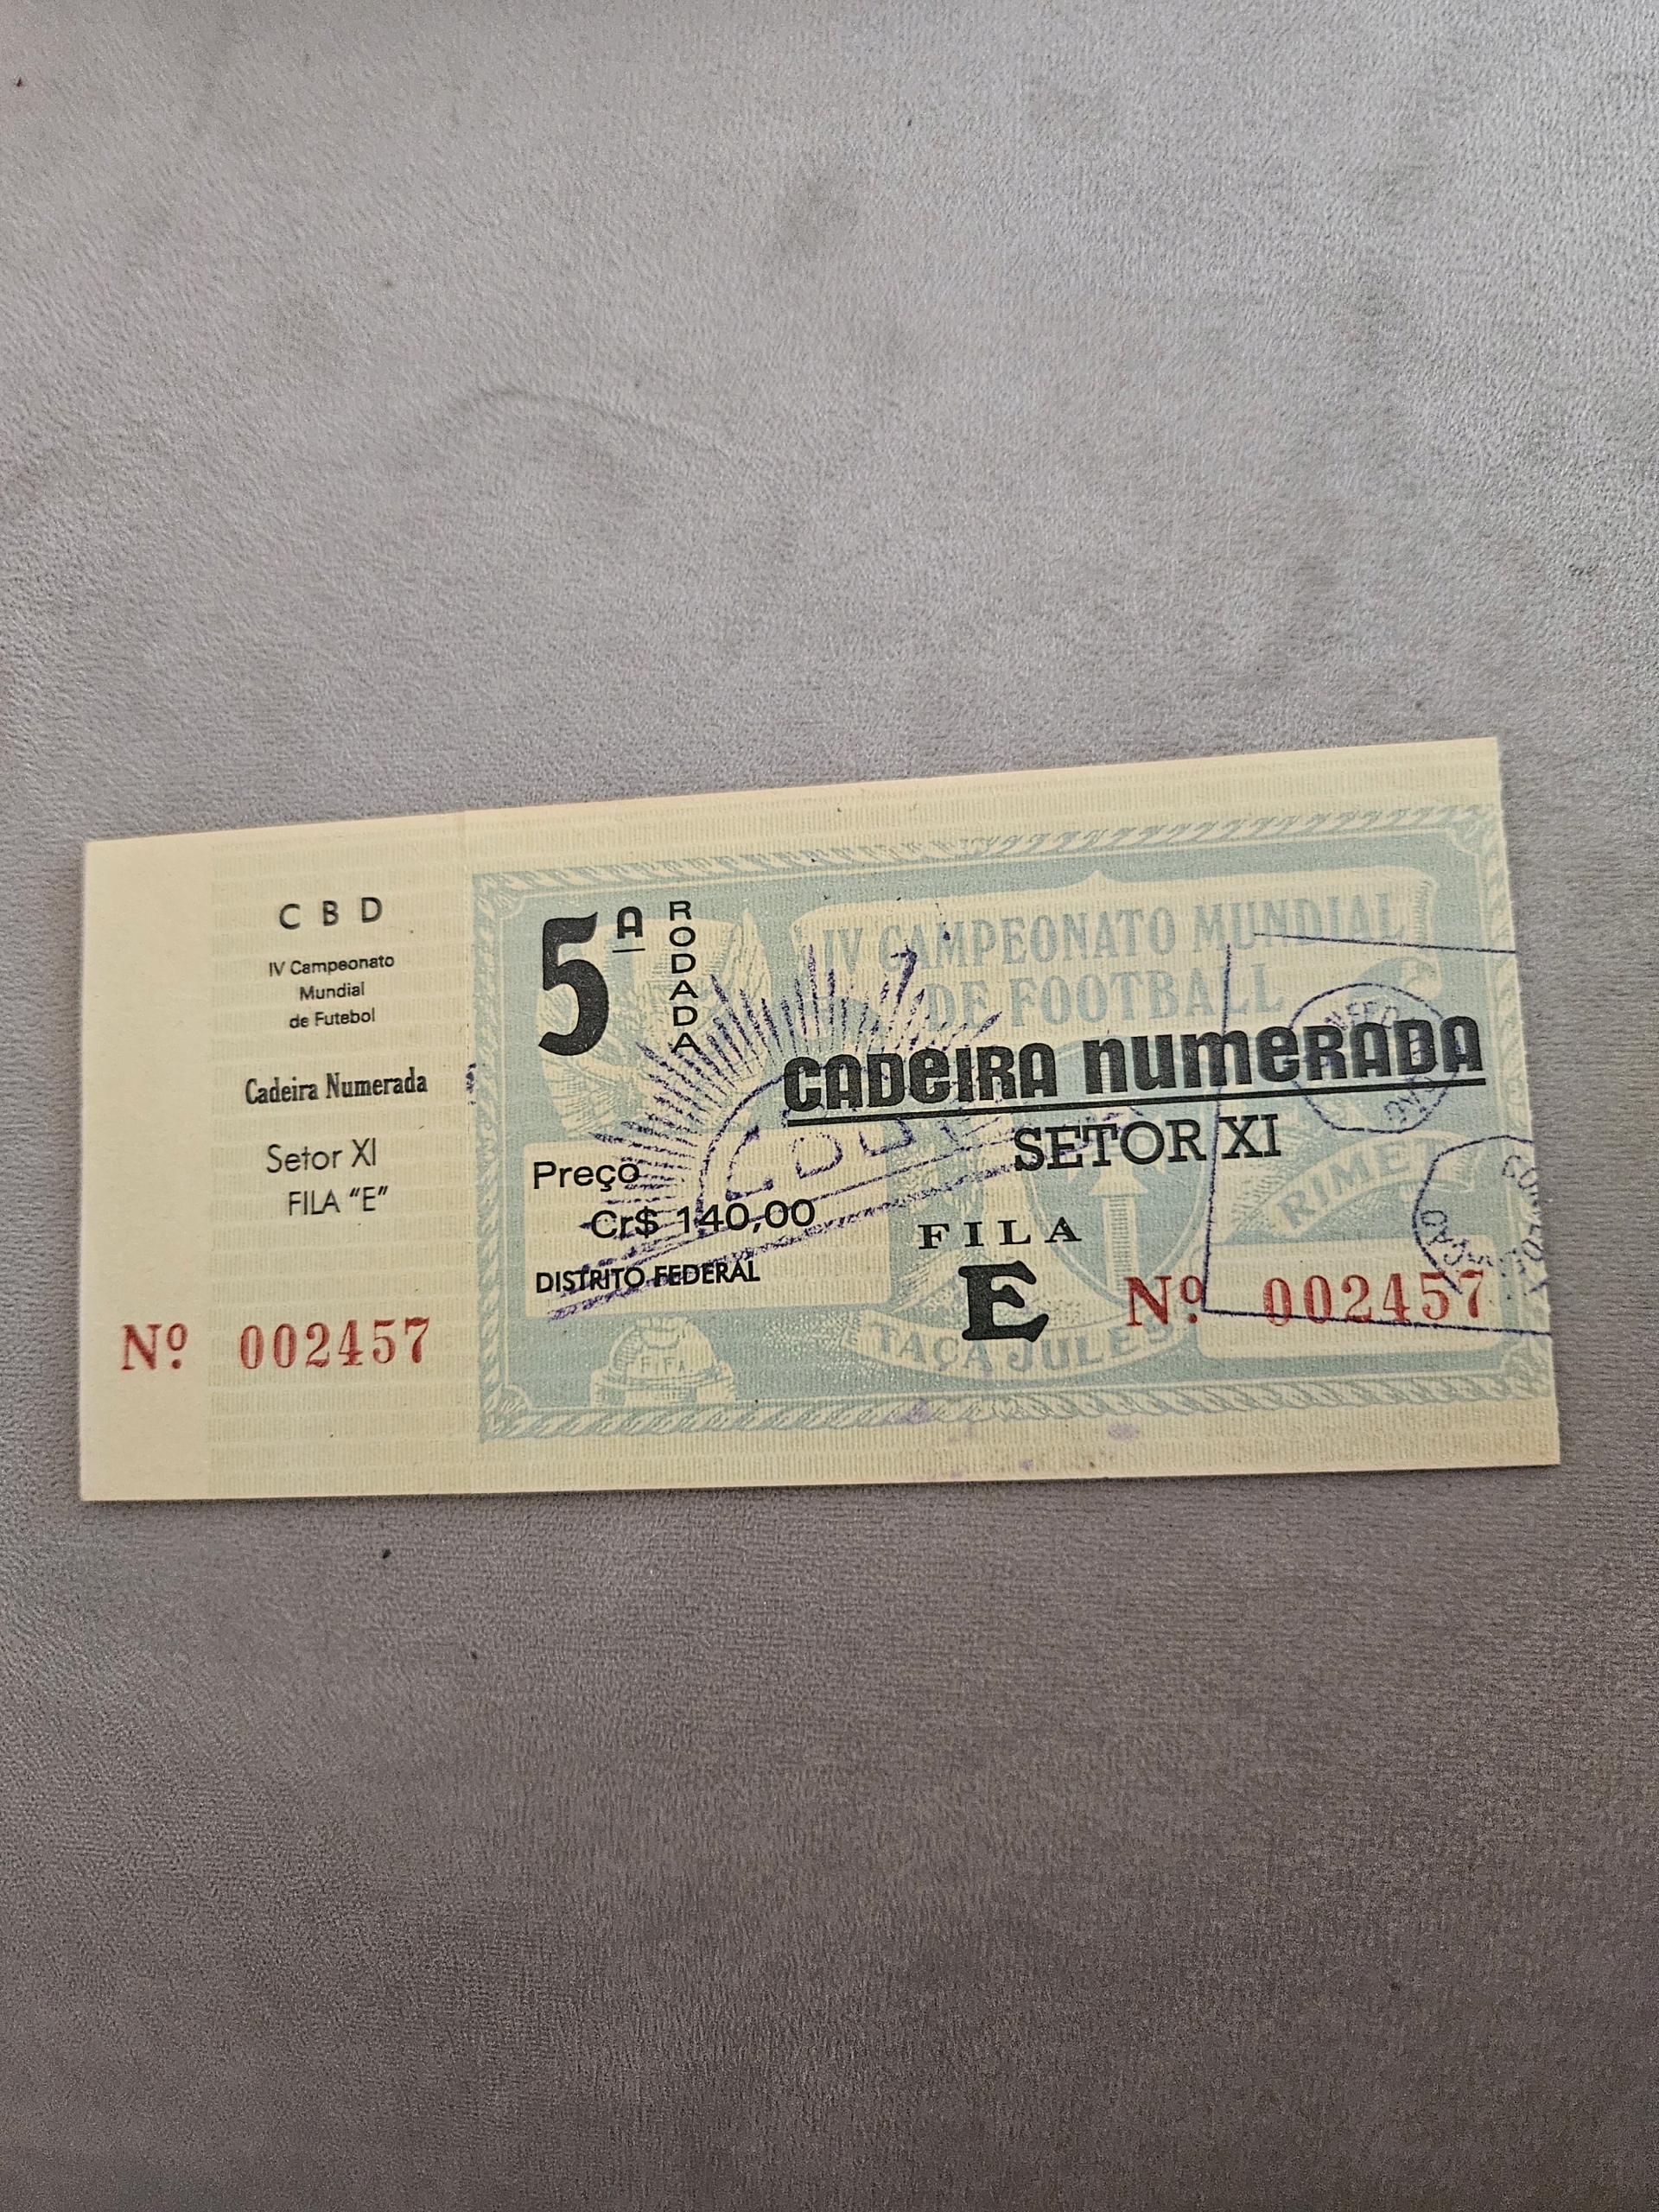 C B D
IV Campeonato
Mundial
de Futebol
Cadeira Numerada
Setor XI
FILA "E"
Nº 002457
5ª
RODADA
IV CAMPEONATO MUNDIAL
DE FOOTBALL
CADEIRA NUMERADA
SETOR XI
Preço
Cr$ 140,00
DISTRITO FEDERAL
FILA
E
Nº 002457
TAÇA JULES RIMET
FIFA